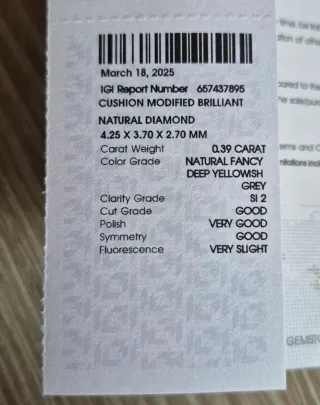 March 18, 2025
IGI Report Number 657437895
CUSHION MODIFIED BRILLIANT
NATURAL DIAMOND
4.25 X 3.70 X 2.70 MM
Carat Weight 0.39 CARAT
Color Grade NATURAL FANCY
DEEP YELLOWISH
GREY
Clarity Grade SI 2
Cut Grade GOOD
Polish VERY GOOD
Symmetry GOOD
Fluorescence VERY SLIGHT